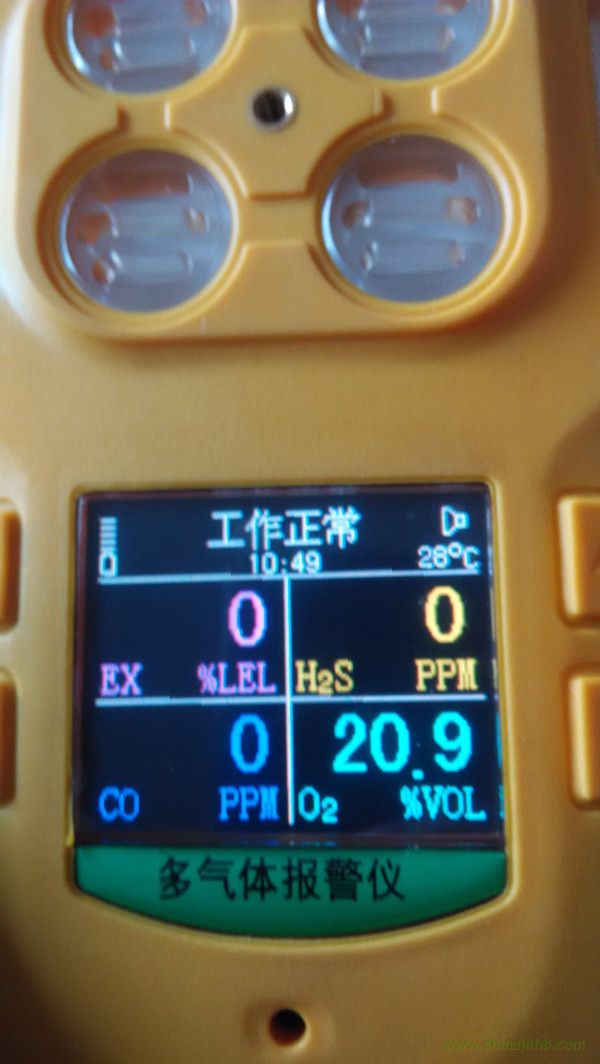 工作正常
10:49 28℃
0 0
EX %LEL H₂S PPM
0 20.9
CO PPM O₂ %VOL
多气体报警仪